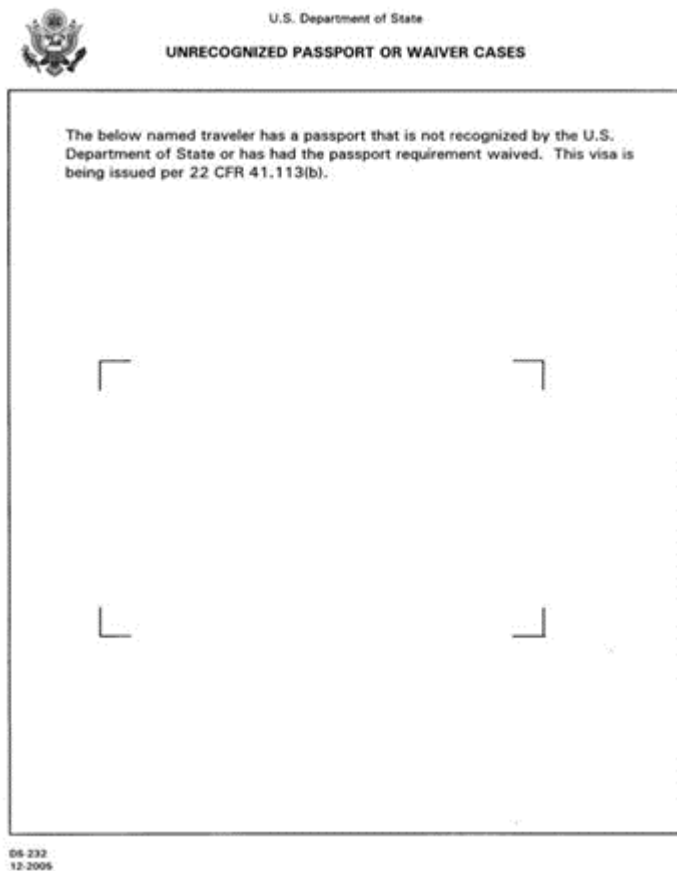 U.S. Department of State
UNRECOGNIZED PASSPORT OR WAIVER CASES
The below named traveler has a passport that is not recognized by the U.S.
Department of State or has had the passport requirement waived. This visa is
being issued per 22 CFR 41.113(b).
DS-232
12-2005